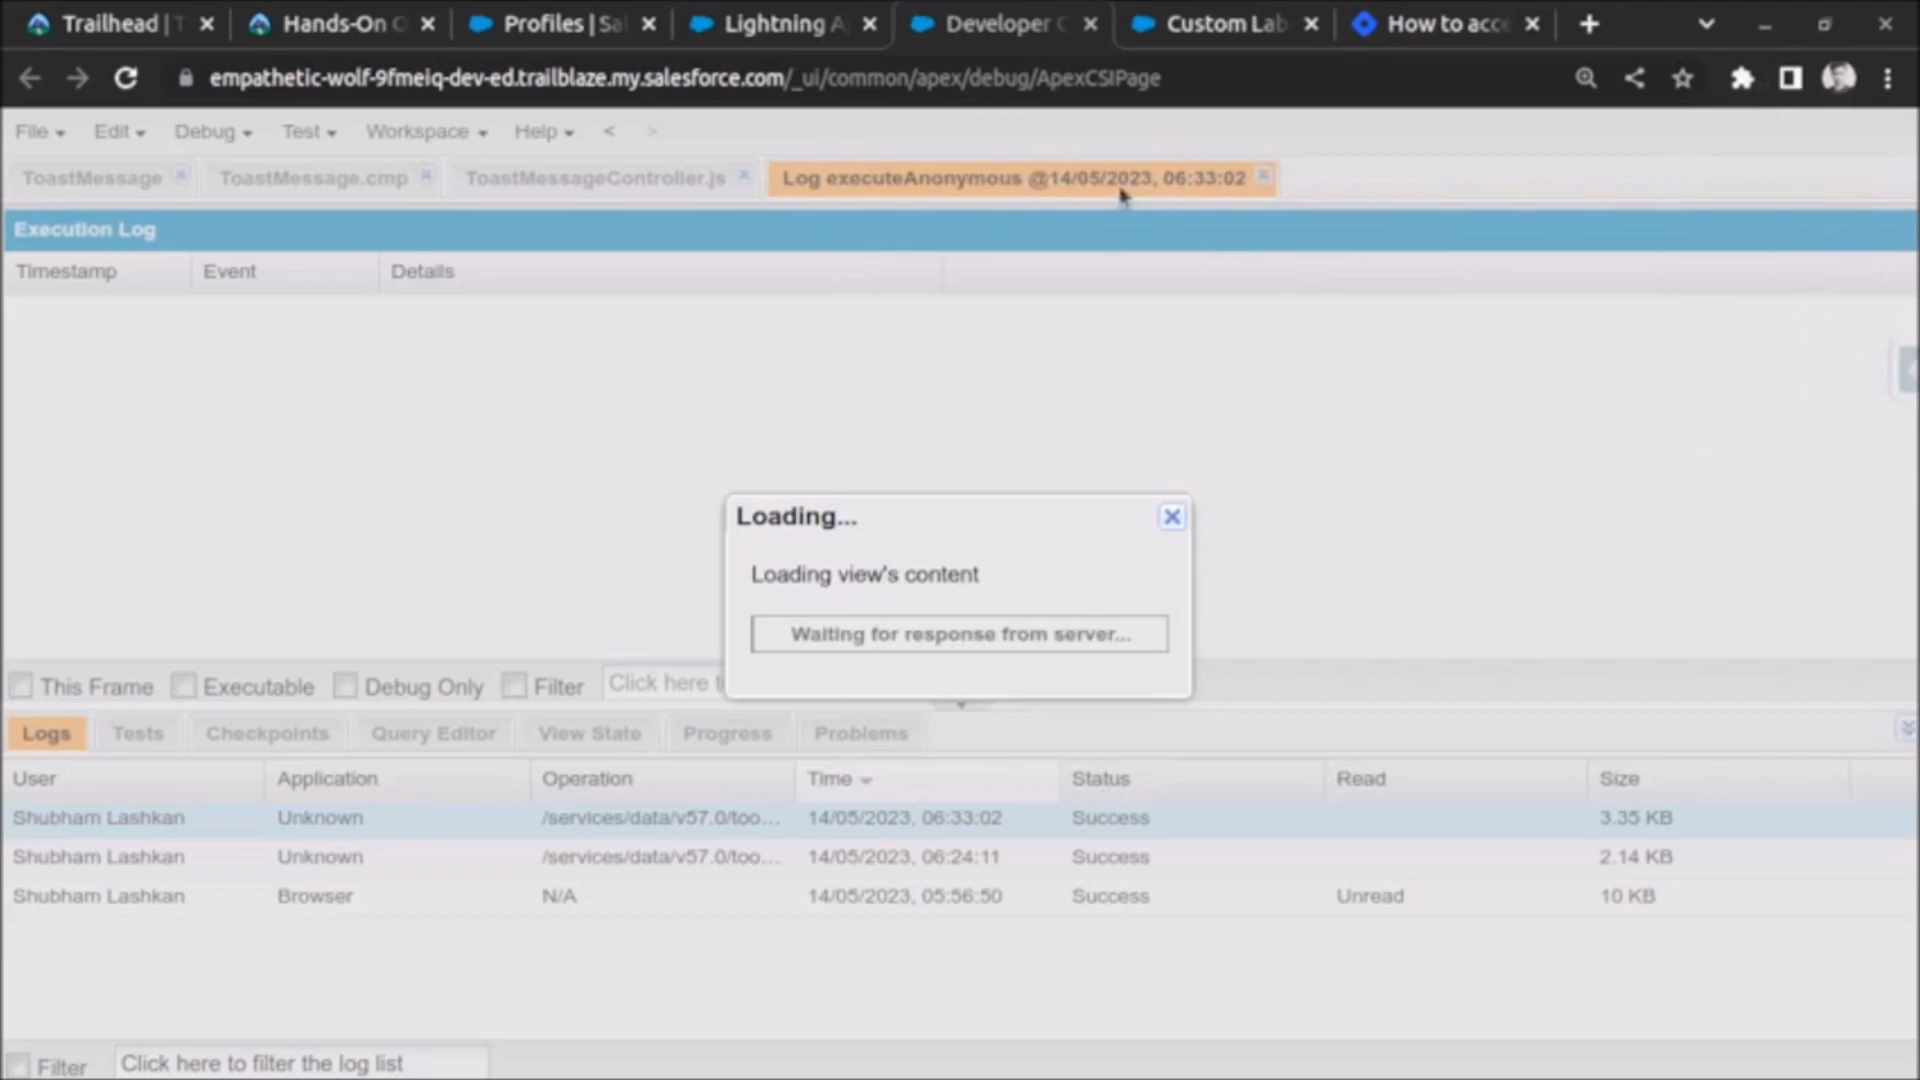 Trailhead | T
Hands-On C
Profiles | Sa
Lightning A
Developer C
Custom Lab
How to acce
empathetic-wolf-9fmeiq-dev-ed.trailblaze.my.salesforce.com/_ui/common/apex/debug/ApexCSIPage
File Edit Debug Test Workspace Help < >
ToastMessage ToastMessage.cmp ToastMessageController.js Log executeAnonymous @14/05/2023, 06:33:02
Execution Log
Timestamp Event Details
Loading...
Loading view's content
Waiting for response from server...
This Frame Executable Debug Only Filter Click here t
Logs Tests Checkpoints Query Editor View State Progress Problems
User Application Operation Time Status Read Size
Shubham Lashkan Unknown /services/data/v57.0/too... 14/05/2023, 06:33:02 Success 3.35 KB
Shubham Lashkan Unknown /services/data/v57.0/too... 14/05/2023, 06:24:11 Success 2.14 KB
Shubham Lashkan Browser N/A 14/05/2023, 05:56:50 Success Unread 10 KB
Filter Click here to filter the log list